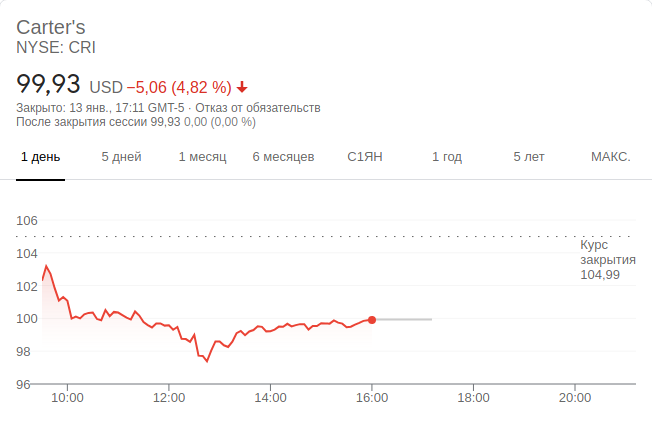 Carter's
NYSE: CRI
99,93 USD −5,06 (4,82 %)
Закрыто: 13 янв., 17:11 GMT-5 · Отказ от обязательств
После закрытия сессии 99,93 0,00 (0,00 %)
1 день 5 дней 1 месяц 6 месяцев С1ЯН 1 год 5 лет МАКС.
106
Курс
закрытия
104,99
104
102
100
98
96
10:00 12:00 14:00 16:00 18:00 20:00